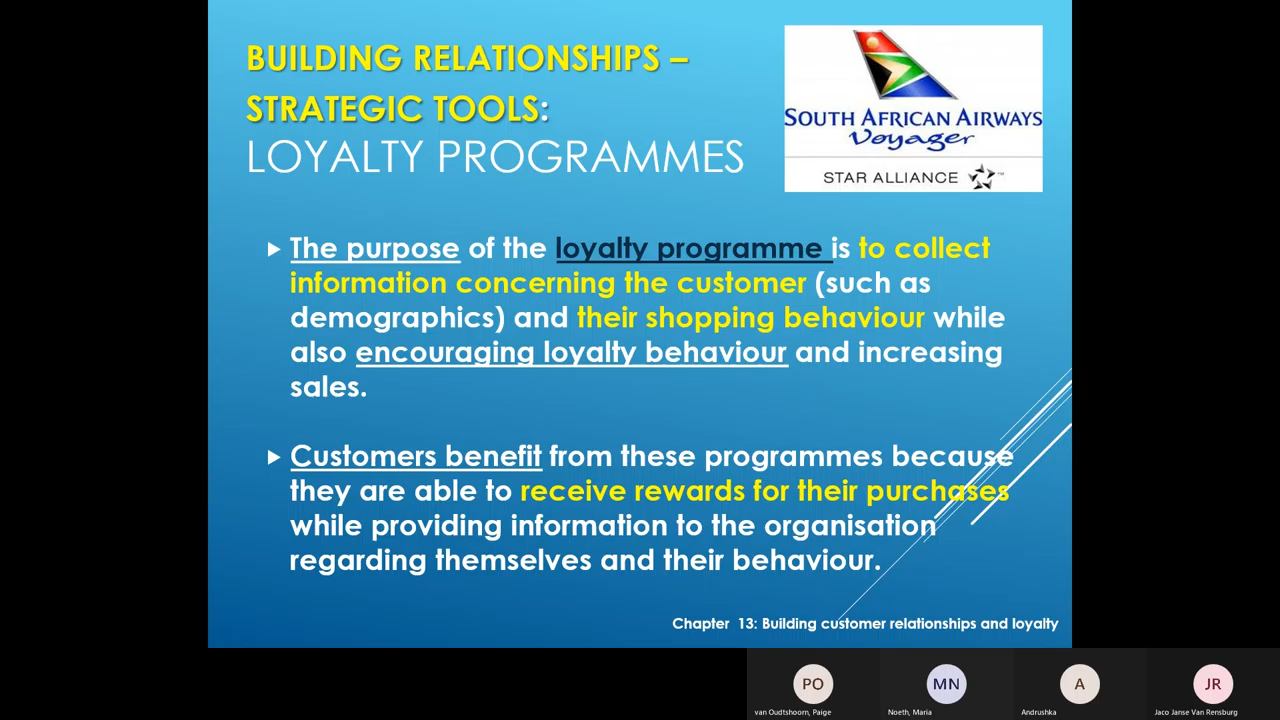 BUILDING RELATIONSHIPS –
STRATEGIC TOOLS:
LOYALTY PROGRAMMES
SOUTH AFRICAN AIRWAYS
Voyager
STAR ALLIANCE ™
The purpose of the loyalty programme is to collect
information concerning the customer (such as
demographics) and their shopping behaviour while
also encouraging loyalty behaviour and increasing
sales.
Customers benefit from these programmes because
they are able to receive rewards for their purchases
while providing information to the organisation
regarding themselves and their behaviour.
Chapter 13: Building customer relationships and loyalty
PO
MN
A
JR
van Oudtshoorn, Paige
Noeth, Maria
Andrushka
Jaco Janse Van Rensburg